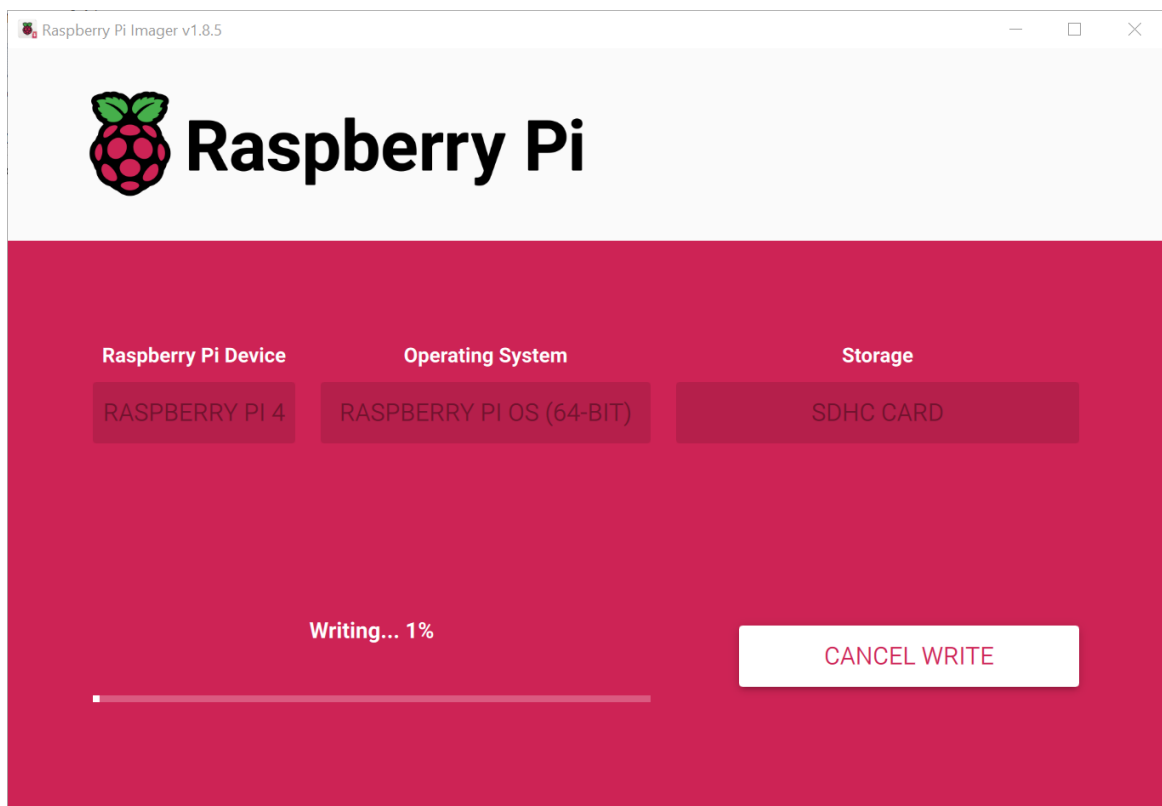 Raspberry Pi Imager v1.8.5
Raspberry Pi
Raspberry Pi Device
Operating System
Storage
RASPBERRY PI 4
RASPBERRY PI OS (64-BIT)
SDHC CARD
Writing... 1%
CANCEL WRITE